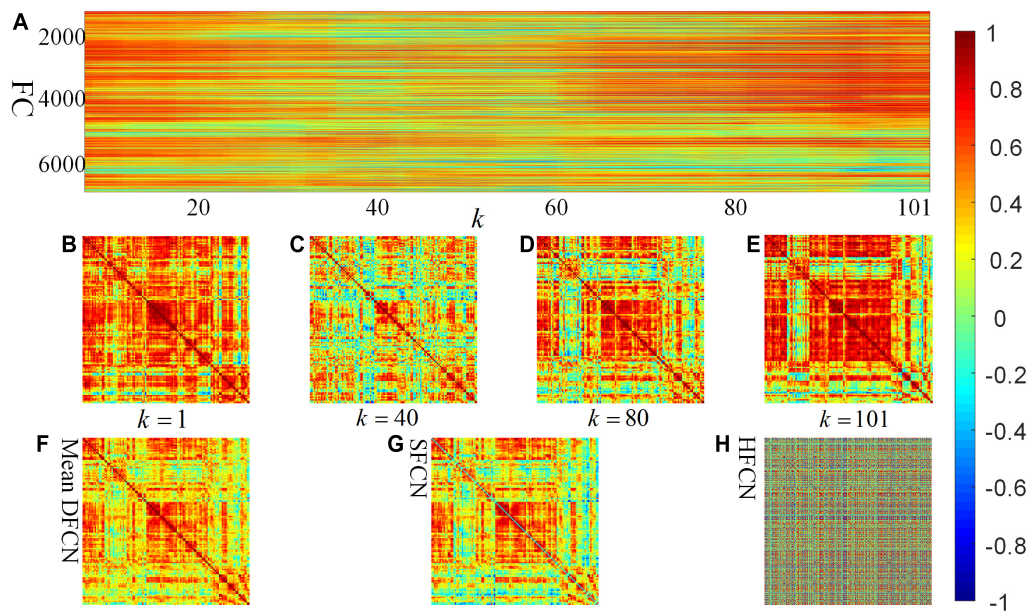 A
2000
4000
6000
FC
20
40
60
80
101
k
1
0.8
0.6
0.4
0.2
0
-0.2
-0.4
-0.6
-0.8
-1
B
C
D
E
k = 1
k = 40
k = 80
k = 101
F
Mean DFCN
G
SFCN
H
HFCN